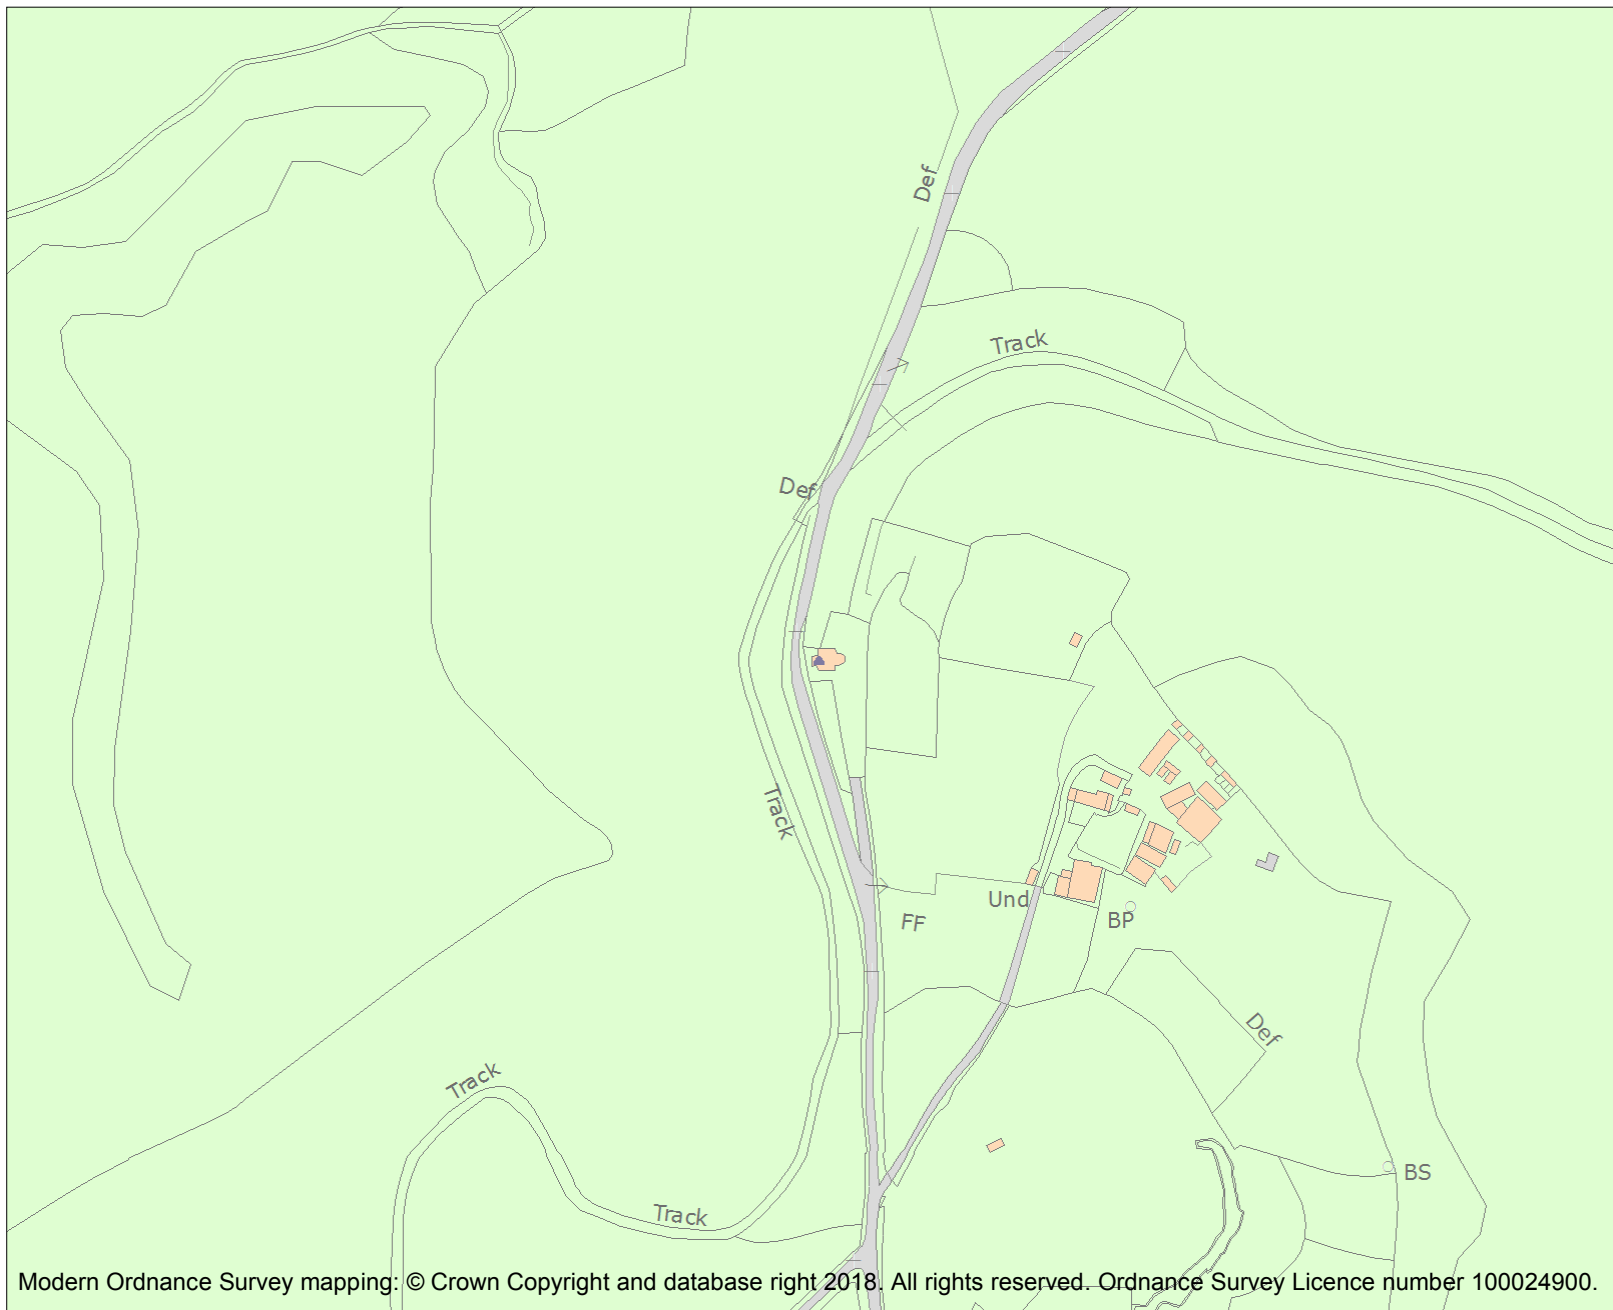 Def
Track
Def
Track
Und
FF
BP
Def
Track
BS
Track
Modern Ordnance Survey mapping: © Crown Copyright and database right 2018. All rights reserved. Ordnance Survey Licence number 100024900.